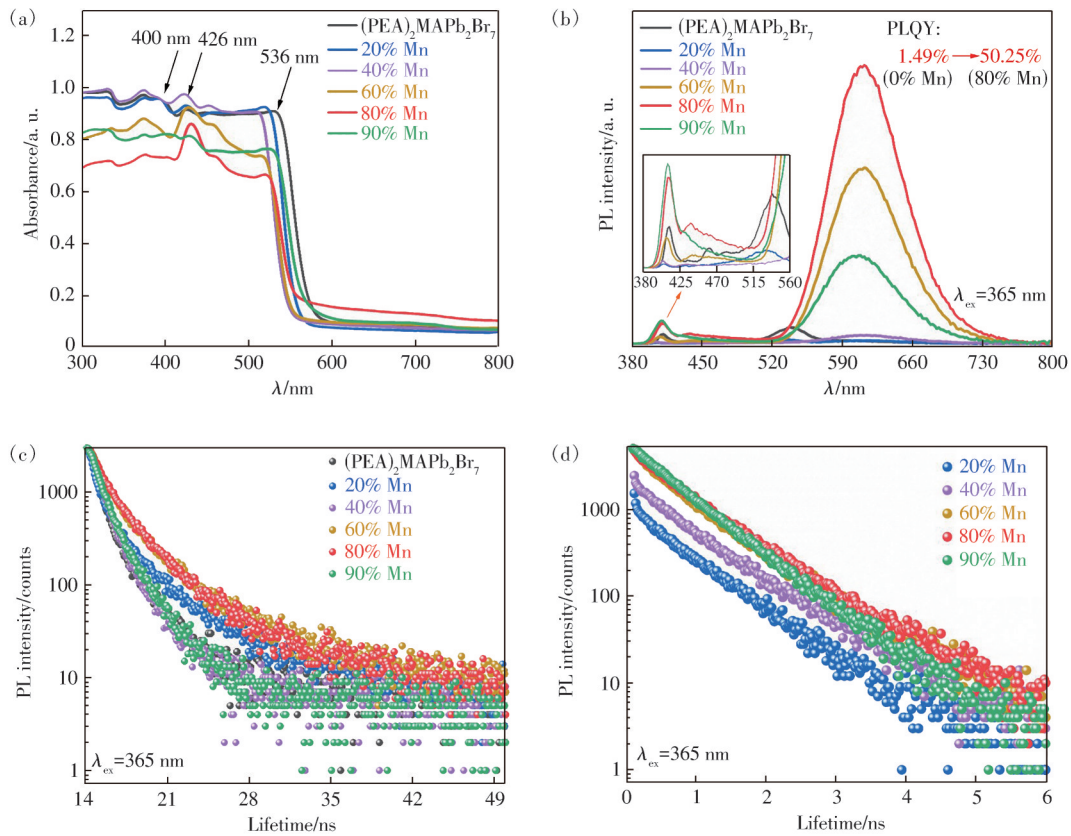 (a)
400 nm
426 nm
536 nm
(PEA)₂MAPb₂Br₇
20% Mn
40% Mn
60% Mn
80% Mn
90% Mn
Absorbance/a. u.
1.2
1.0
0.8
0.6
0.4
0.2
0
300
400
500
600
700
800
λ/nm
(b)
(PEA)₂MAPb₂Br₇
20% Mn
40% Mn
60% Mn
80% Mn
90% Mn
PLQY:
1.49%→50.25%
(0% Mn) (80% Mn)
PL intensity/a. u.
380
425
470
515
560
λex=365 nm
380
450
520
590
660
730
800
λ/nm
(c)
(PEA)₂MAPb₂Br₇
20% Mn
40% Mn
60% Mn
80% Mn
90% Mn
PL intensity/counts
1000
100
10
1
λex=365 nm
14
21
28
35
42
49
Lifetime/ns
(d)
20% Mn
40% Mn
60% Mn
80% Mn
90% Mn
PL intensity/counts
1000
100
10
1
λex=365 nm
0
1
2
3
4
5
6
Lifetime/ns